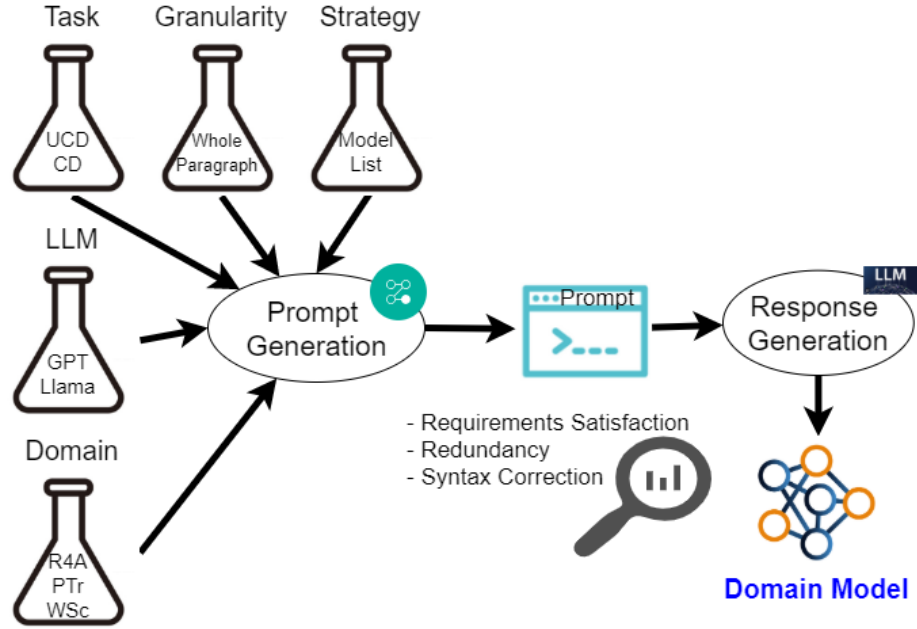 Task
Granularity
Strategy
UCD
CD
Whole
Paragraph
Model
List
LLM
GPT
Llama
Prompt
Generation
Prompt
LLM
Response
Generation
- Requirements Satisfaction
- Redundancy
- Syntax Correction
Domain
R4A
PTr
WSc
Domain Model